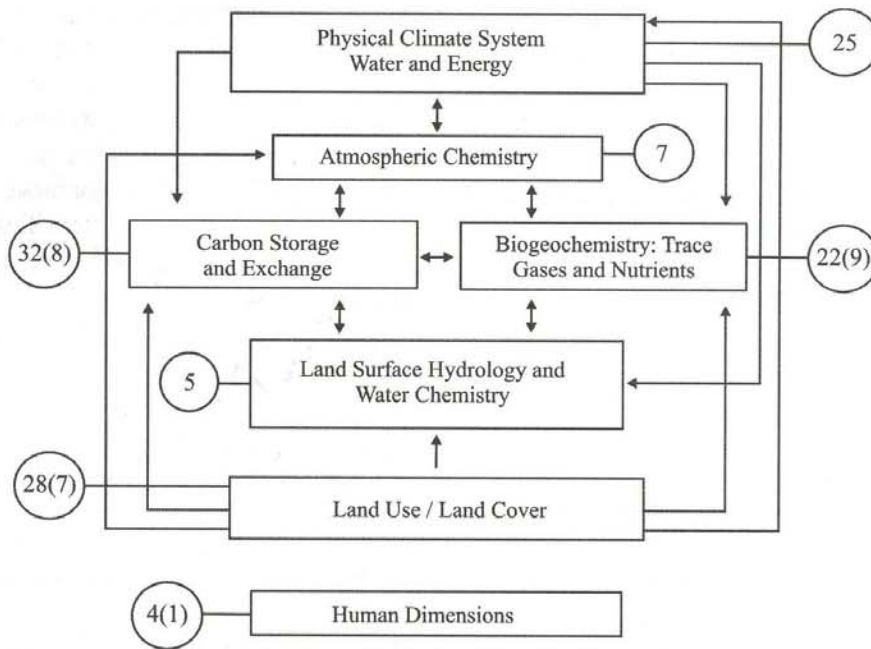 Physical Climate System
Water and Energy
25
Atmospheric Chemistry
7
32(8)
Carbon Storage
and Exchange
Biogeochemistry: Trace
Gases and Nutrients
22(9)
5
Land Surface Hydrology and
Water Chemistry
28(7)
Land Use / Land Cover
4(1)
Human Dimensions